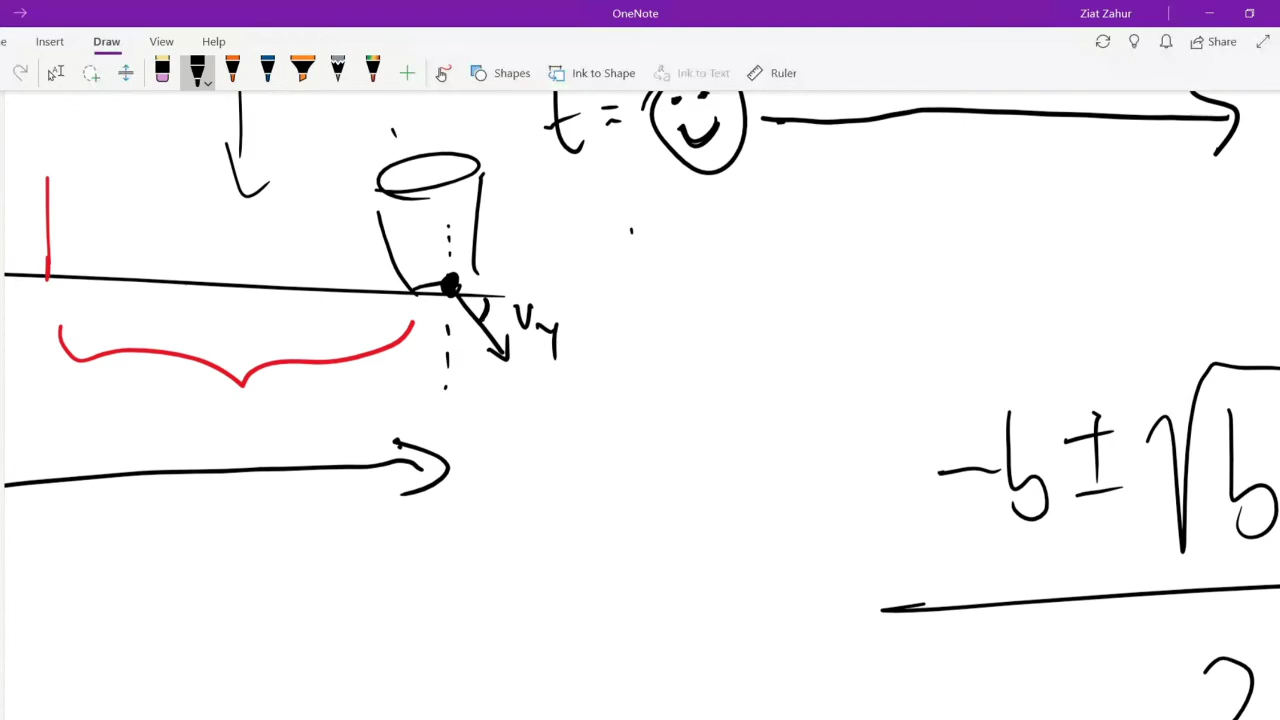 OneNote
Ziat Zahur
Insert Draw View Help
Share
Shapes Ink to Shape Ink to Text Ruler
t =
vy
-b ± √b
2